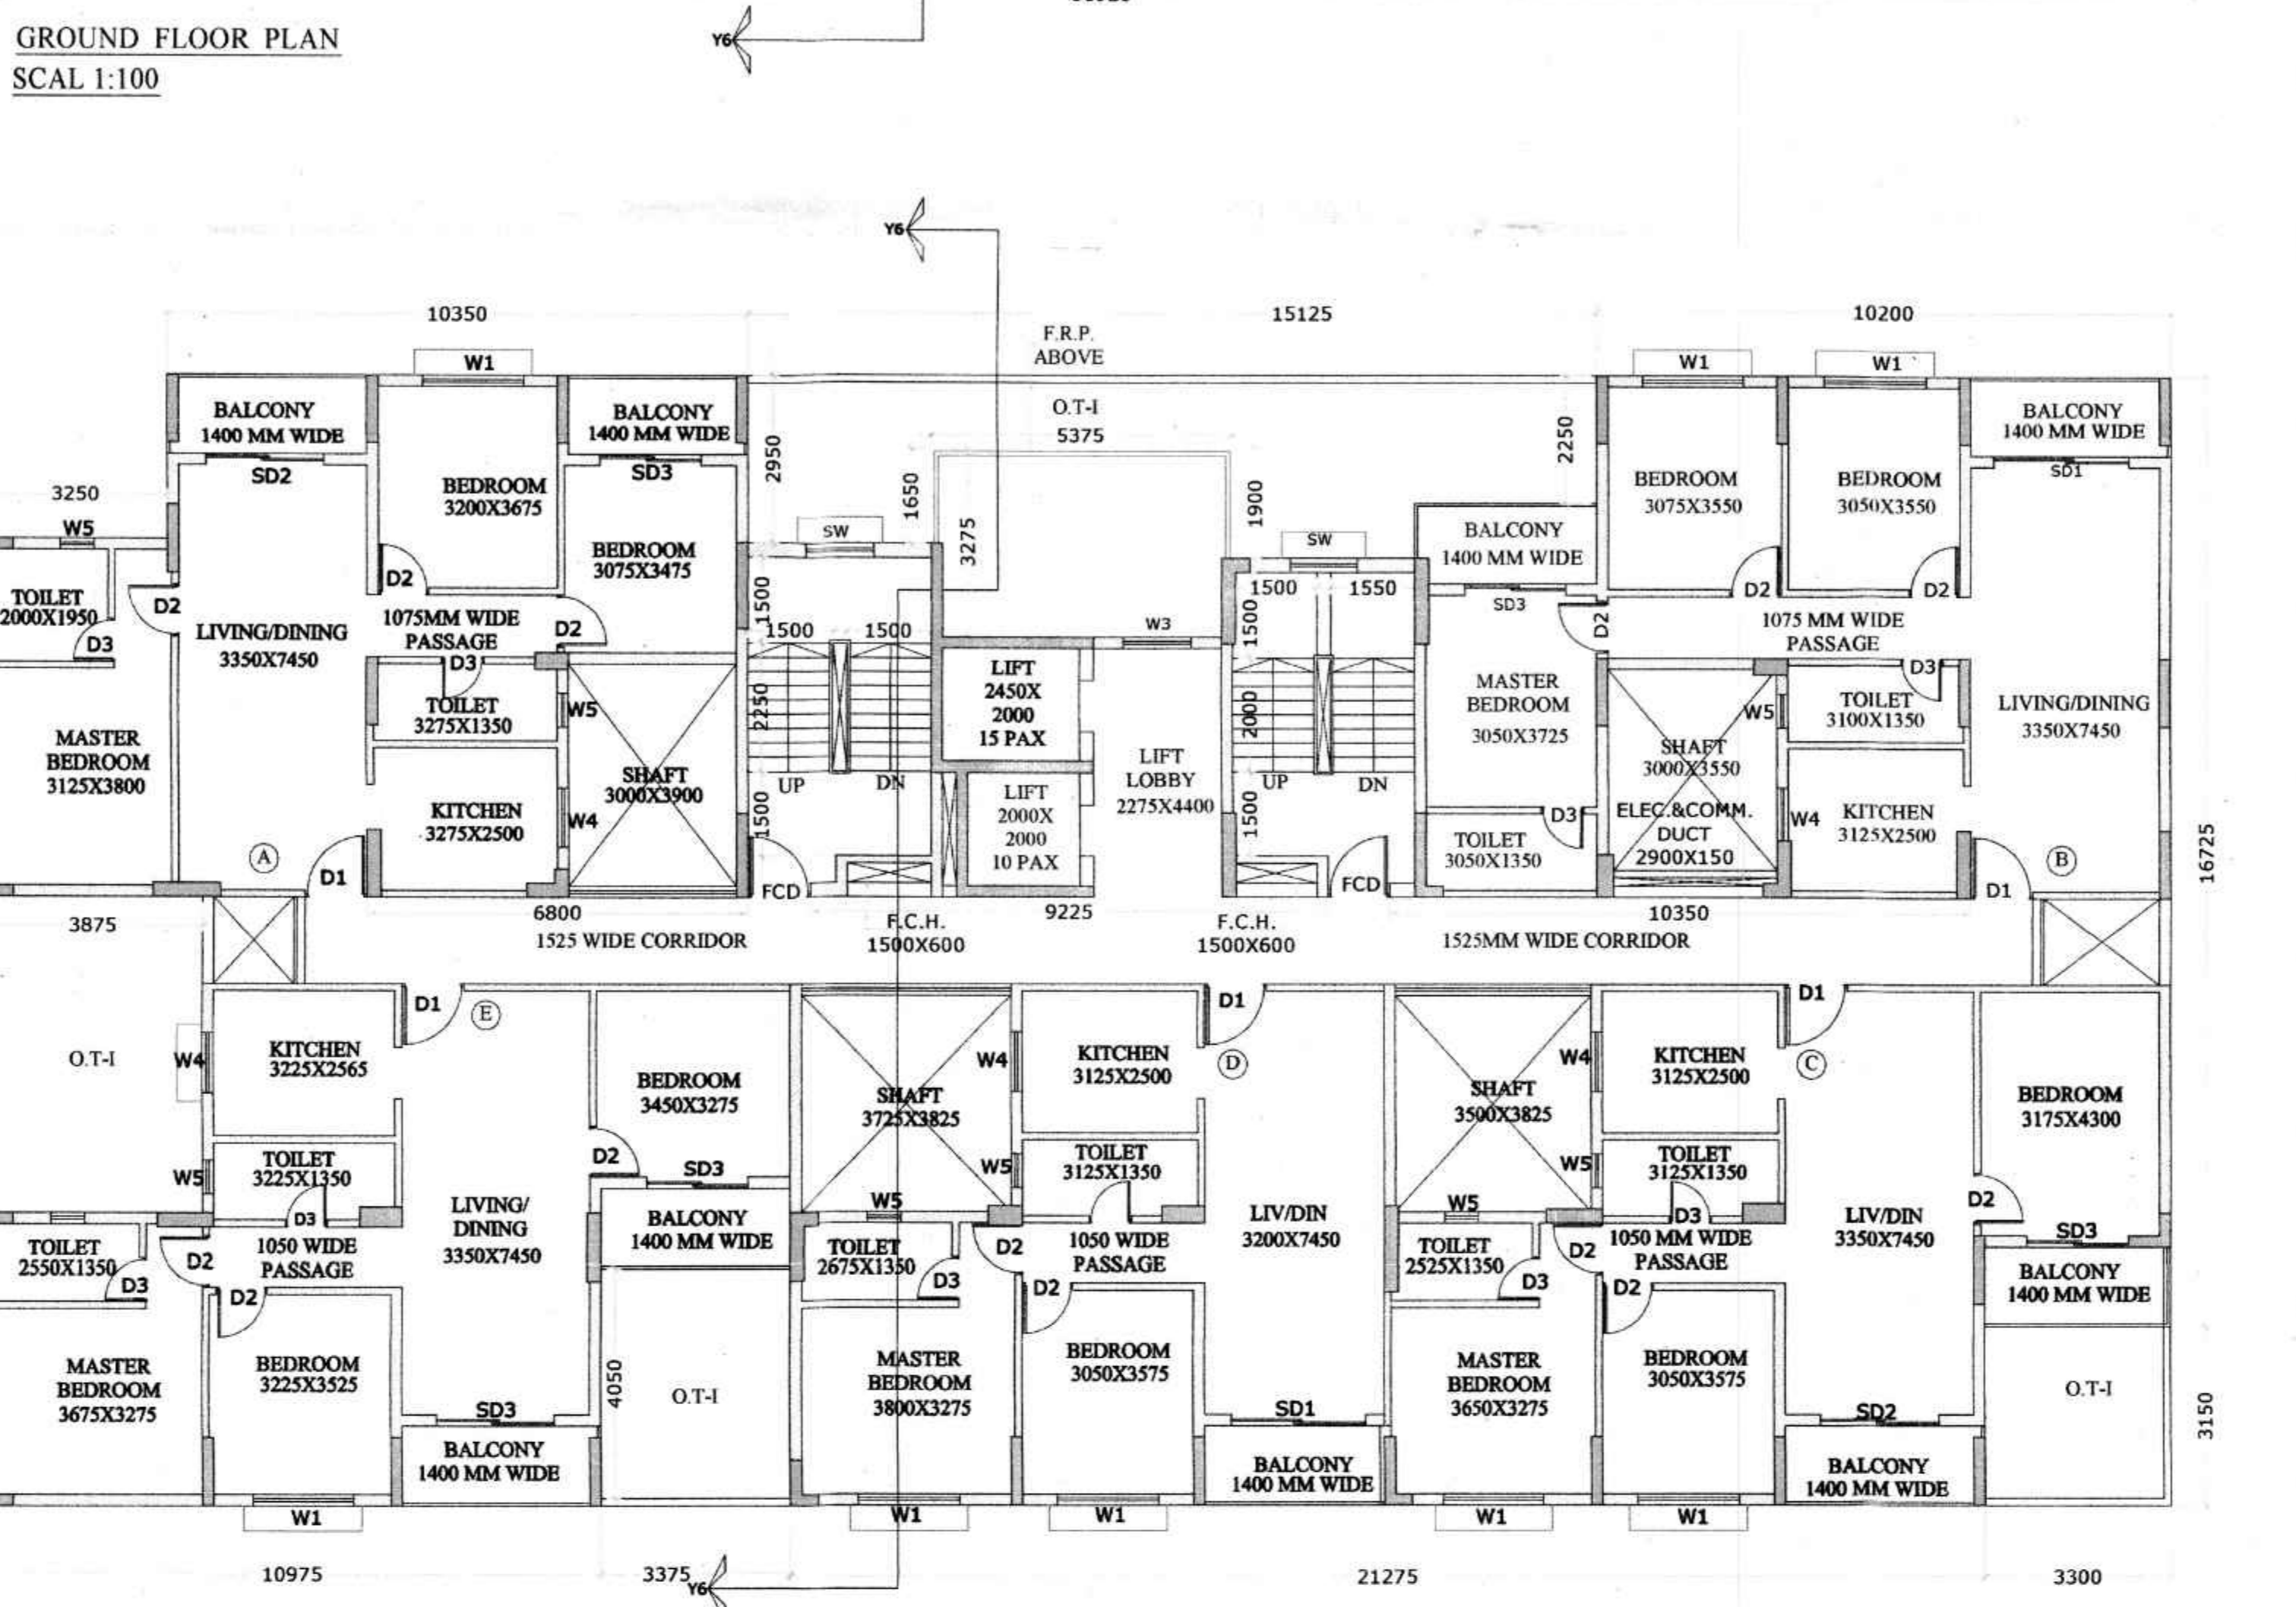 GROUND FLOOR PLAN
SCAL 1:100
Y6
Y6
10350
15125
10200
F.R.P.
ABOVE
W1
W1
W1
BALCONY
1400 MM WIDE
BALCONY
1400 MM WIDE
O.T-I
5375
BALCONY
1400 MM WIDE
SD2
SD3
SD1
3250
W5
BEDROOM
3200X3675
2950
1650
3275
1900
2250
BEDROOM
3075X3550
BEDROOM
3050X3550
SW
SW
BALCONY
1400 MM WIDE
BEDROOM
3075X3475
TOILET
2000X1950
D2
D3
D2
LIVING/DINING
3350X7450
1075MM WIDE
PASSAGE
D2
D3
1500
1500
1500
2250
1500
W3
1500
1550
1500
2000
1500
SD3
D2
D2
D2
1075 MM WIDE
PASSAGE
LIFT
2450X
2000
15 PAX
TOILET
3275X1350
W5
MASTER
BEDROOM
3050X3725
D3
TOILET
3100X1350
W5
LIVING/DINING
3350X7450
MASTER
BEDROOM
3125X3800
SHAFT
3000X3900
UP
DN
LIFT
LOBBY
2275X4400
UP
DN
SHAFT
3000X3550
ELEC.&COMM.
DUCT
2900X150
KITCHEN
3275X2500
W4
LIFT
2000X
2000
10 PAX
D3
TOILET
3050X1350
W4
KITCHEN
3125X2500
16725
A
D1
FCD
FCD
B
D1
3875
6800
9225
10350
1525 WIDE CORRIDOR
F.C.H.
1500X600
F.C.H.
1500X600
1525MM WIDE CORRIDOR
O.T-I
W4
KITCHEN
3225X2565
D1
E
BEDROOM
3450X3275
SHAFT
3725X3825
W4
KITCHEN
3125X2500
D1
D
SHAFT
3500X3825
W4
KITCHEN
3125X2500
D1
C
BEDROOM
3175X4300
W5
TOILET
3225X1350
D3
D2
SD3
W5
W5
TOILET
3125X1350
W5
W5
TOILET
3125X1350
D3
D2
SD3
TOILET
2550X1350
D3
D2
1050 WIDE
PASSAGE
D2
LIVING/
DINING
3350X7450
BALCONY
1400 MM WIDE
TOILET
2675X1350
D3
D2
1050 WIDE
PASSAGE
D2
LIV/DIN
3200X7450
TOILET
2525X1350
D3
D2
1050 MM WIDE
PASSAGE
D2
LIV/DIN
3350X7450
BALCONY
1400 MM WIDE
MASTER
BEDROOM
3675X3275
BEDROOM
3225X3525
4050
O.T-I
MASTER
BEDROOM
3800X3275
BEDROOM
3050X3575
MASTER
BEDROOM
3650X3275
BEDROOM
3050X3575
O.T-I
3150
SD3
SD1
SD2
BALCONY
1400 MM WIDE
BALCONY
1400 MM WIDE
BALCONY
1400 MM WIDE
W1
W1
W1
W1
W1
10975
3375
Y6
21275
3300